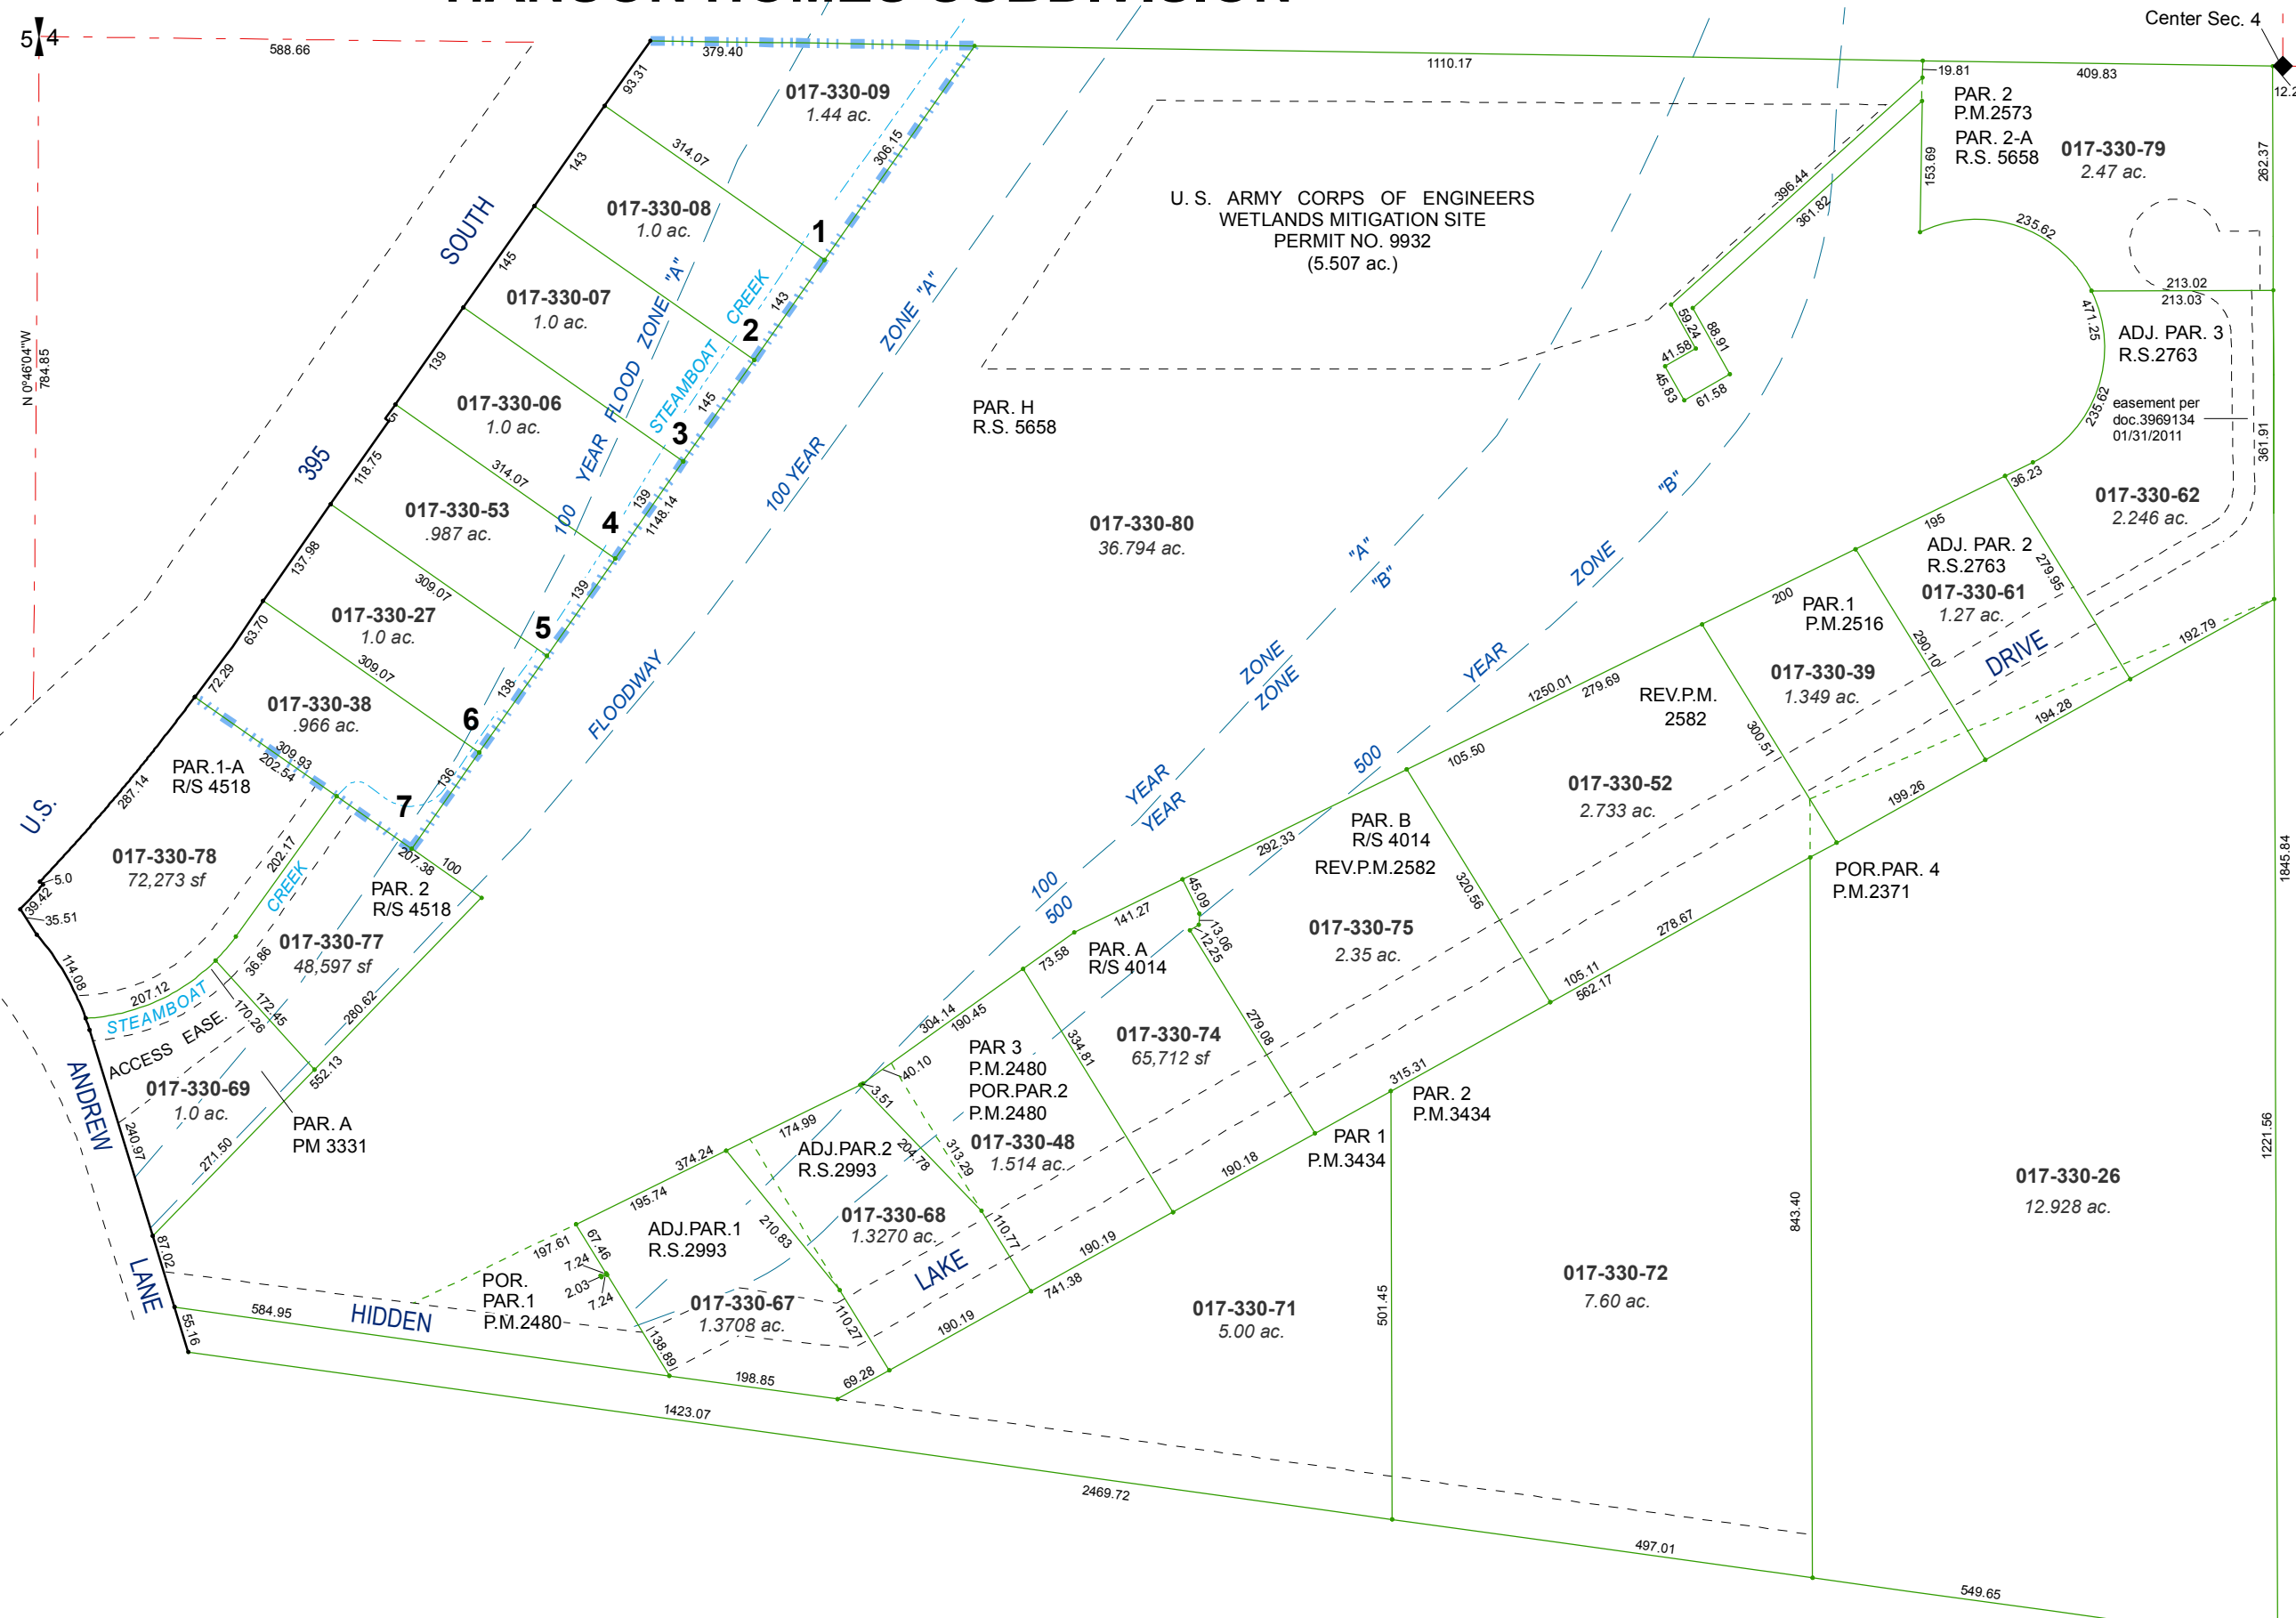 HANSON HOMES SUBDIVISION
5 4
588.66
379.40
1110.17
Center Sec. 4
19.81
409.83
12.2
N 0°46'04"W
784.85
93.31
017-330-09
1.44 ac.
314.07
306.15
1
143
SOUTH
017-330-08
1.0 ac.
143
2
145
017-330-07
1.0 ac.
145
3
139
017-330-06
1.0 ac.
139
1148.14
4
5
395
118.75
314.07
017-330-53
.987 ac.
139
5
137.98
309.07
017-330-27
1.0 ac.
138
6
63.70
309.07
72.29
017-330-38
.966 ac.
136
7
309.93
202.54
100 YEAR FLOOD ZONE "A"
STEAMBOAT CREEK
FLOODWAY 100 YEAR ZONE "A"
U. S. ARMY CORPS OF ENGINEERS
WETLANDS MITIGATION SITE
PERMIT NO. 9932
(5.507 ac.)
PAR. H
R.S. 5658
017-330-80
36.794 ac.
396.44
361.82
59.24
88.91
41.58
45.83
61.58
PAR. 2
P.M.2573
PAR. 2-A
R.S. 5658
017-330-79
2.47 ac.
153.69
262.37
235.62
213.02
213.03
471.25
ADJ. PAR. 3
R.S.2763
235.62
easement per
doc.3969134
01/31/2011
361.91
36.23
017-330-62
2.246 ac.
195
ADJ. PAR. 2
R.S.2763
279.95
017-330-61
1.27 ac.
200
PAR.1
P.M.2516
290.10
DRIVE
192.79
017-330-39
1.349 ac.
194.28
1250.01
279.69
REV.P.M.
2582
300.51
199.26
100 YEAR ZONE "A"
500 YEAR ZONE "B"
500 YEAR ZONE "B"
105.50
017-330-52
2.733 ac.
POR.PAR. 4
P.M.2371
278.67
1845.84
292.33
PAR. B
R/S 4014
REV.P.M.2582
320.56
017-330-75
2.35 ac.
105.11
562.17
45.09
13.06
12.25
141.27
73.58
PAR. A
R/S 4014
279.08
017-330-74
65,712 sf
315.31
PAR. 2
P.M.3434
PAR 1
P.M.3434
304.14
190.45
334.81
40.10
3.51
PAR 3
P.M.2480
POR.PAR.2
P.M.2480
017-330-48
1.514 ac.
313.29
204.78
190.18
190.19
110.77
741.38
190.19
374.24
174.99
ADJ.PAR.2
R.S.2993
017-330-68
1.3270 ac.
LAKE
195.74
210.83
ADJ.PAR.1
R.S.2993
67.46
7.24
2.03
7.24
017-330-67
1.3708 ac.
110.27
138.89
69.28
197.61
POR.
PAR.1
P.M.2480
U.S.
287.14
PAR.1-A
R/S 4518
017-330-78
72,273 sf
202.17
CREEK
207.38
100
PAR. 2
R/S 4518
5.0
39.42
35.51
017-330-77
48,597 sf
36.86
114.08
207.12
STEAMBOAT
172.45
170.26
280.62
ACCESS EASE.
552.13
ANDREW
017-330-69
1.0 ac.
PAR. A
PM 3331
240.97
271.50
87.02
LANE
55.16
584.95
HIDDEN
198.85
1423.07
2469.72
017-330-71
5.00 ac.
501.45
017-330-72
7.60 ac.
843.40
017-330-26
12.928 ac.
1221.56
497.01
549.65